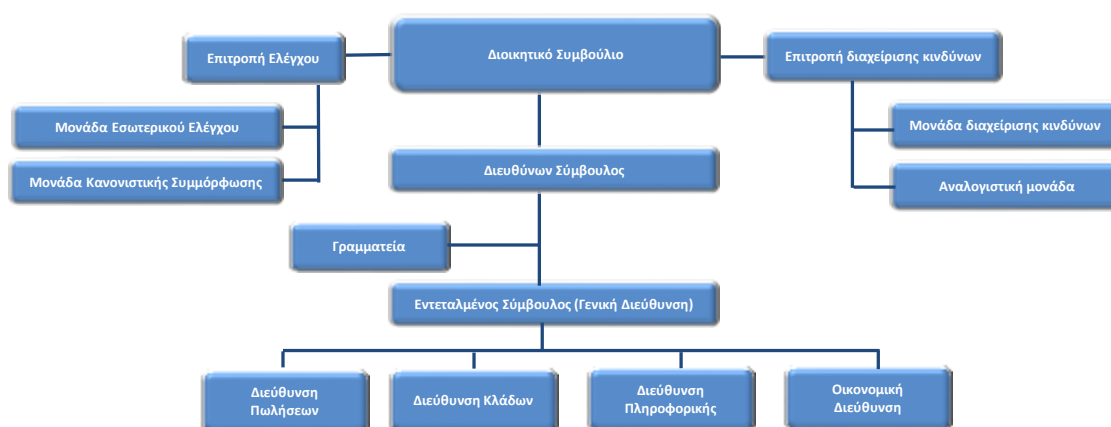 Επιτροπή Ελέγχου
Διοικητικό Συμβούλιο
Επιτροπή διαχείρισης κινδύνων
Μονάδα Εσωτερικού Ελέγχου
Μονάδα διαχείρισης κινδύνων
Μονάδα Κανονιστικής Συμμόρφωσης
Διευθύνων Σύμβουλος
Αναλογιστική μονάδα
Γραμματεία
Εντεταλμένος Σύμβουλος (Γενική Διεύθυνση)
Διεύθυνση
Πωλήσεων
Διεύθυνση Κλάδων
Διεύθυνση
Πληροφορικής
Οικονομική
Διεύθυνση